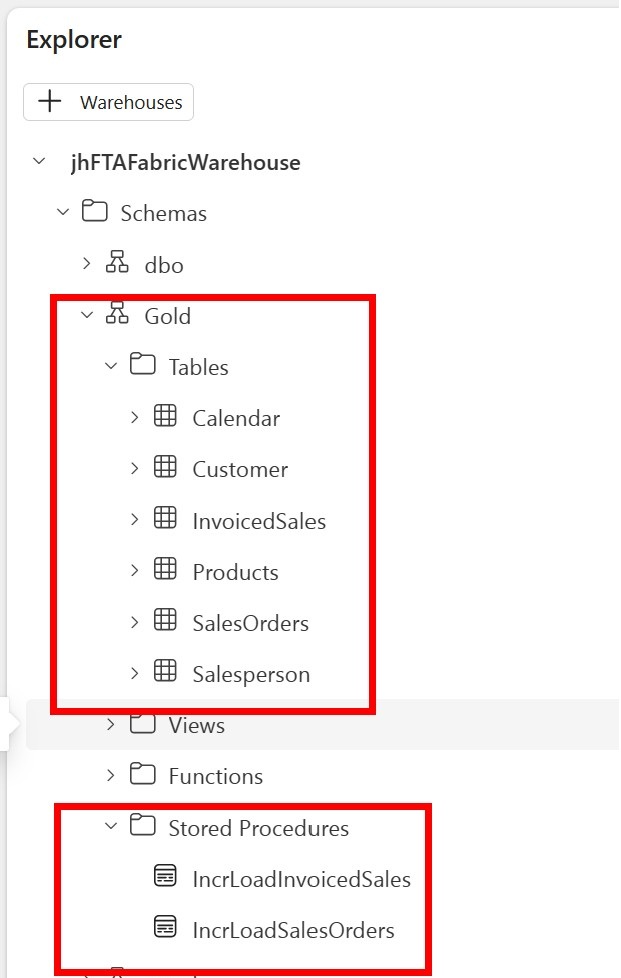 Explorer
Warehouses
jhFTAFabricWarehouse
Schemas
dbo
Gold
Tables
Calendar
Customer
InvoicedSales
Products
SalesOrders
Salesperson
Views
Functions
Stored Procedures
IncrLoadInvoicedSales
IncrLoadSalesOrders